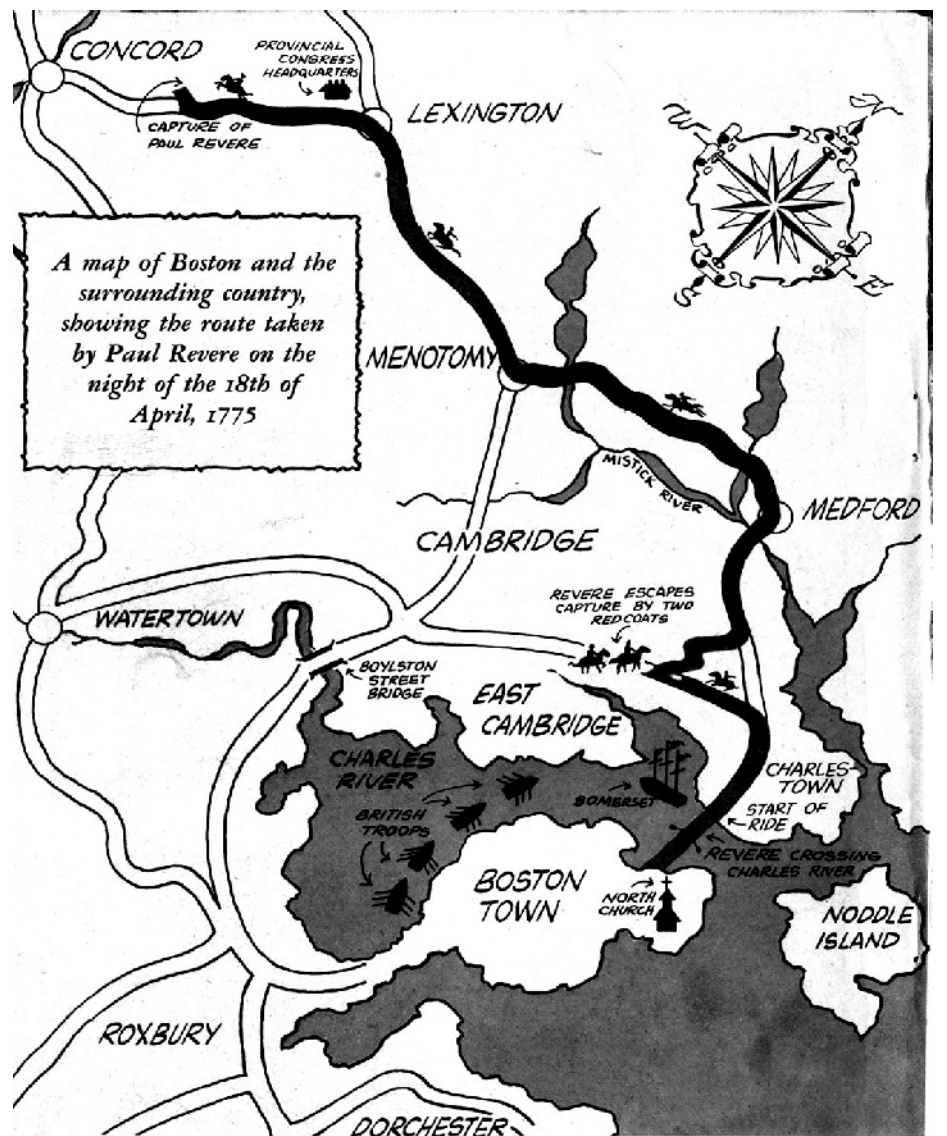 CONCORD
PROVINCIAL
CONGRESS
HEADQUARTERS
LEXINGTON
CAPTURE OF
PAUL REVERE
W
N
S
E
A map of Boston and the
surrounding country,
showing the route taken
by Paul Revere on the
night of the 18th of
April, 1775
MENOTOMY
MISTICK RIVER
MEDFORD
CAMBRIDGE
WATERTOWN
REVERE ESCAPES
CAPTURE BY TWO
REDCOATS
BOYLSTON
STREET
BRIDGE
EAST
CAMBRIDGE
CHARLES
RIVER
CHARLES-
TOWN
SOMERSET
START OF
RIDE
BRITISH
TROOPS
REVERE CROSSING
CHARLES RIVER
BOSTON
TOWN
NORTH
CHURCH
NODDLE
ISLAND
ROXBURY
DORCHESTER